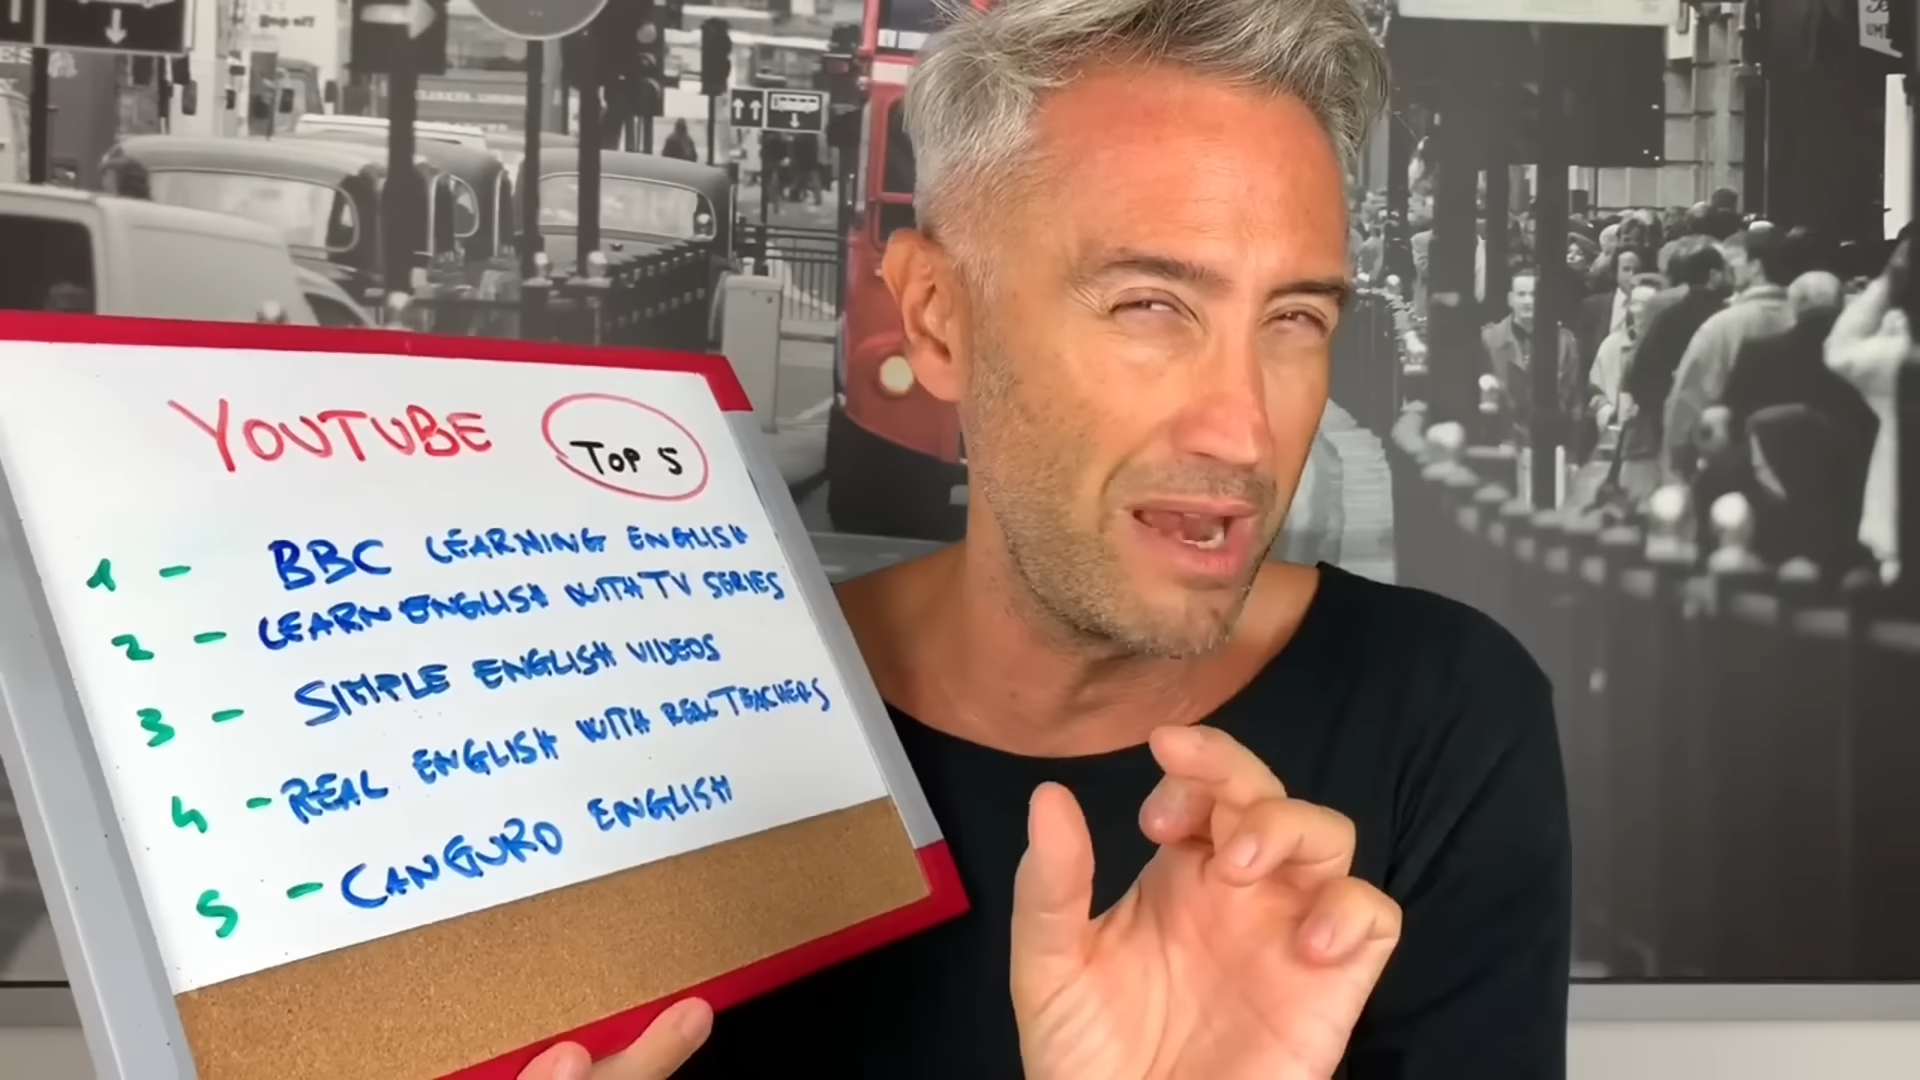 YOUTUBE TOP 5
1 - BBC LEARNING ENGLISH
2 - LEARN ENGLISH WITH TV SERIES
3 - SIMPLE ENGLISH VIDEOS
4 - REAL ENGLISH WITH REAL TEACHERS
5 - CANGURO ENGLISH